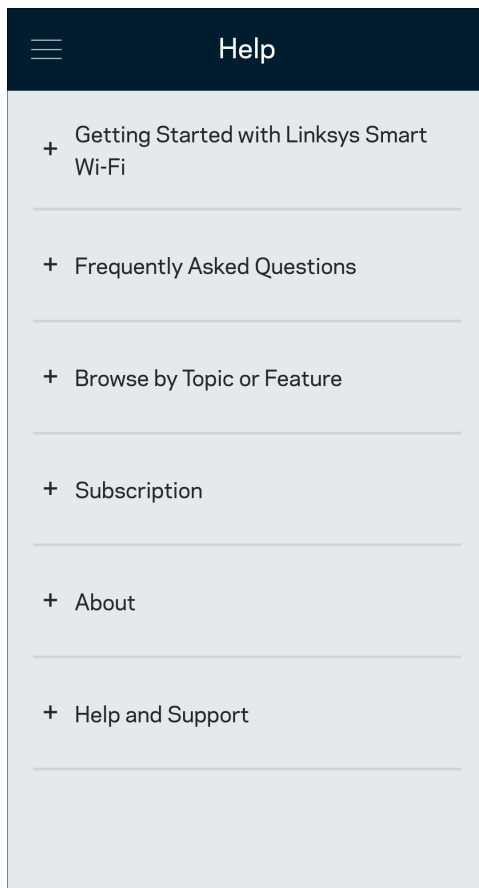 Help
+ Getting Started with Linksys Smart
Wi-Fi
+ Frequently Asked Questions
+ Browse by Topic or Feature
+ Subscription
+ About
+ Help and Support